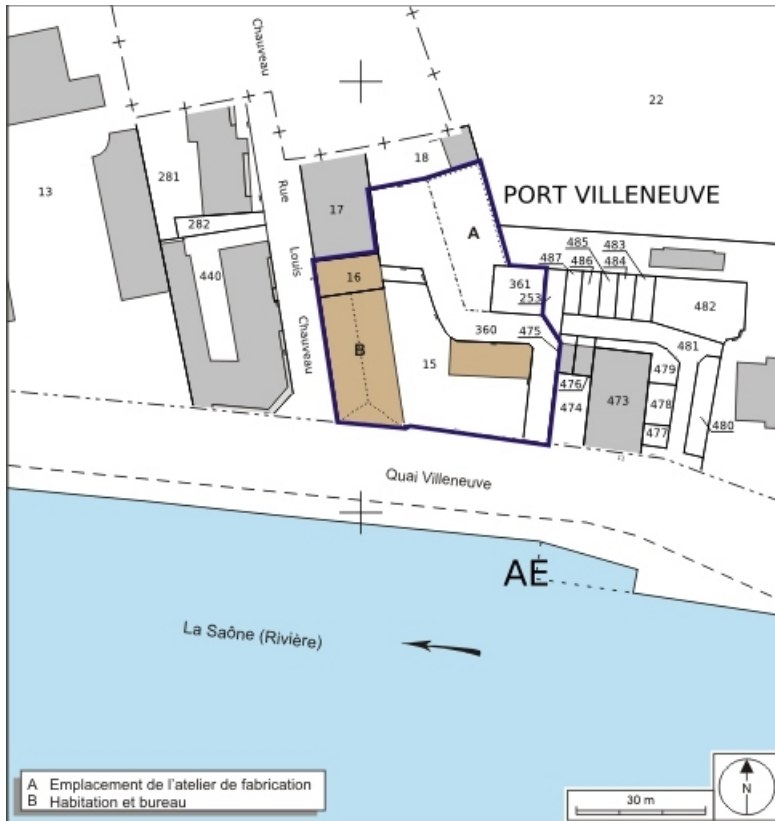 Chauveau
22
18
13
281
17
Rue
PORT VILLENEUVE
282
A
Louis
485
483
487
486
484
440
16
361
253
482
Chauveau
360
475
481
B
15
479
476
473
478
474
480
477
Quai Villeneuve
AE
La Saône (Rivière)
A Emplacement de l'atelier de fabrication
B Habitation et bureau
30 m
N